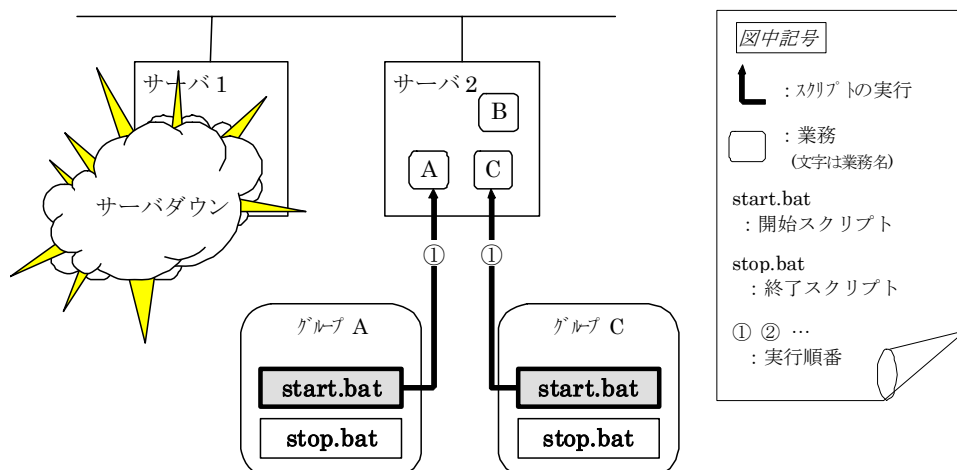 サーバ1
サーバダウン
サーバ2
B
A
C
①
①
グループ A
start.bat
stop.bat
グループ C
start.bat
stop.bat
図中記号
：スクリプトの実行
：業務
(文字は業務名)
start.bat
：開始スクリプト
stop.bat
：終了スクリプト
① ② …
：実行順番